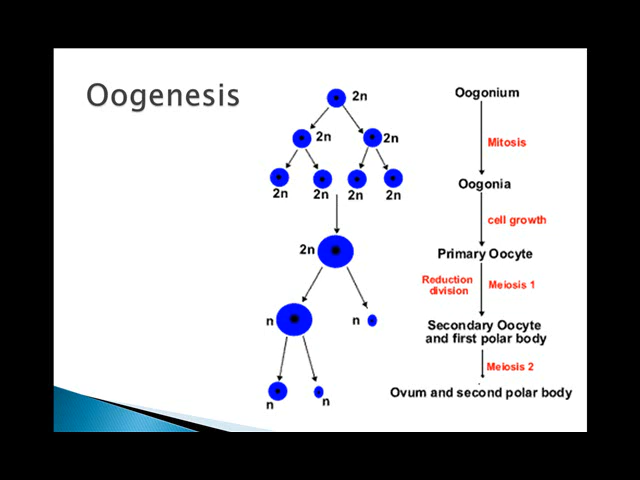 Oogenesis
2n
Oogonium
2n
2n
Mitosis
2n
2n
2n
2n
Oogonia
cell growth
2n
Primary Oocyte
Reduction
division
Meiosis 1
n
n
Secondary Oocyte
and first polar body
Meiosis 2
n
n
Ovum and second polar body